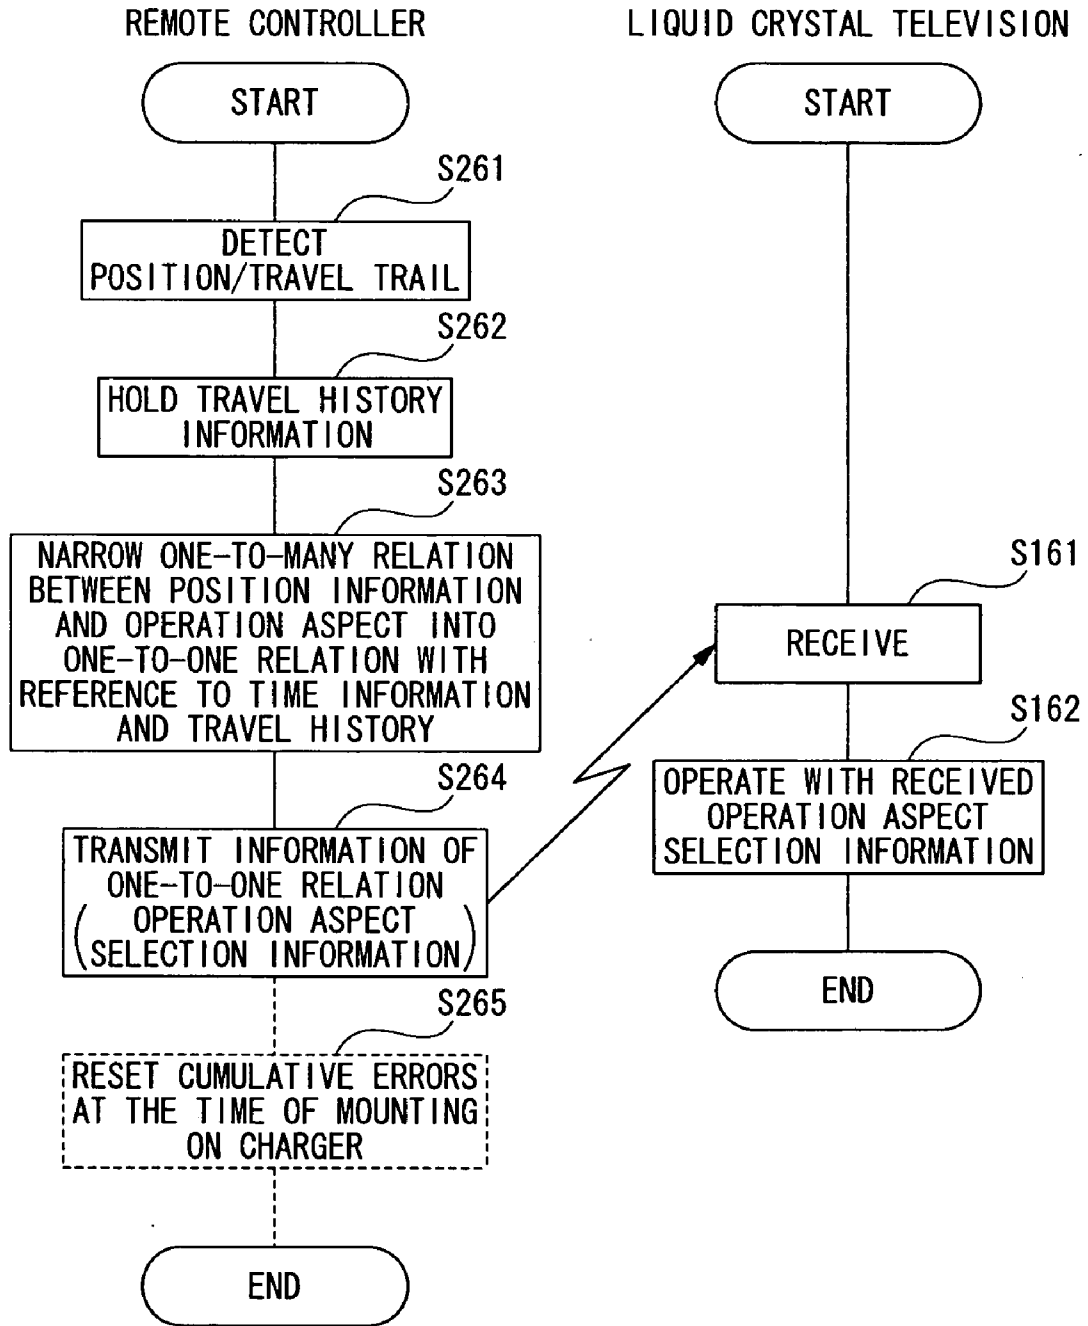 REMOTE CONTROLLER
START
S261
DETECT
POSITION/TRAVEL TRAIL
S262
HOLD TRAVEL HISTORY
INFORMATION
S263
NARROW ONE-TO-MANY RELATION
BETWEEN POSITION INFORMATION
AND OPERATION ASPECT INTO
ONE-TO-ONE RELATION WITH
REFERENCE TO TIME INFORMATION
AND TRAVEL HISTORY
S264
TRANSMIT INFORMATION OF
ONE-TO-ONE RELATION
(OPERATION ASPECT
SELECTION INFORMATION)
S265
RESET CUMULATIVE ERRORS
AT THE TIME OF MOUNTING
ON CHARGER
END
LIQUID CRYSTAL TELEVISION
START
S161
RECEIVE
S162
OPERATE WITH RECEIVED
OPERATION ASPECT
SELECTION INFORMATION
END